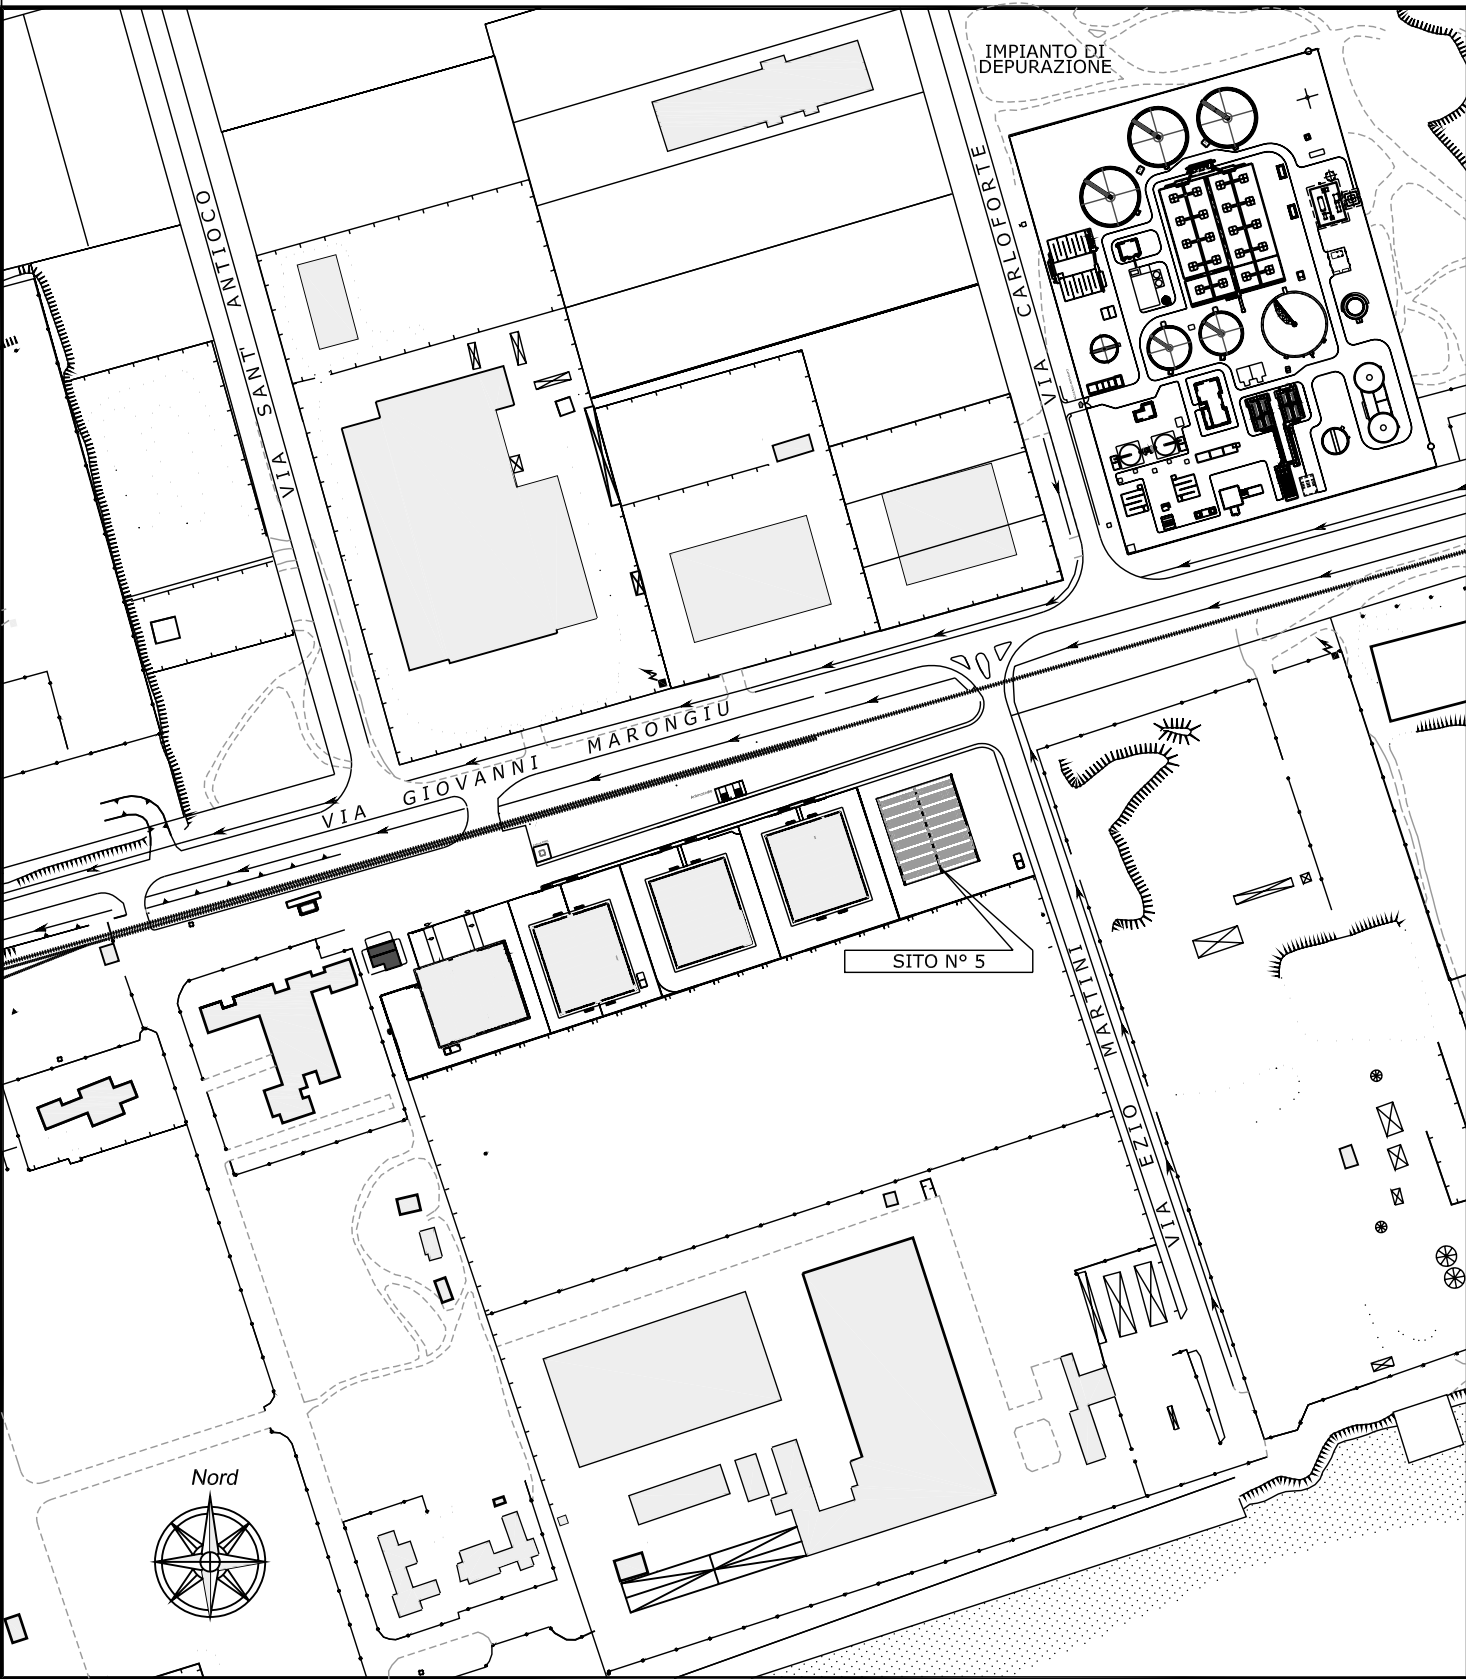 IMPIANTO DI
DEPURAZIONE
VIA SANT ANTIOCO
VIA CARLOFORTE
VIA GIOVANNI MARONGIU
SITO N° 5
VIA EZIO MARTINI
Nord